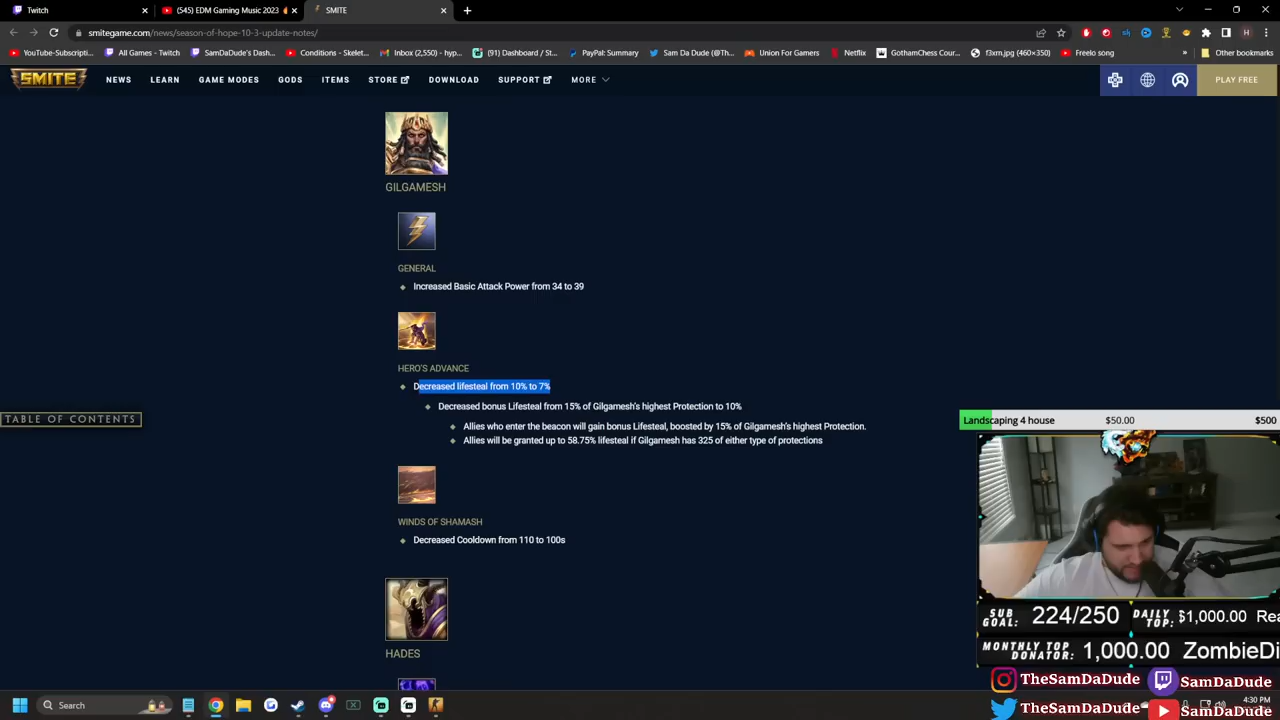 Twitch
(545) EDM Gaming Music 2023
SMITE
smitegame.com/news/season-of-hope-10-3-update-notes/
YouTube-Subscripti...
All Games - Twitch
SamDaDude's Dash...
Conditions - Skelet...
Inbox (2,550) - hyp...
(91) Dashboard / St...
PayPal: Summary
Sam Da Dude (@Th...
Union For Gamers
Netflix
GothamChess Cour...
f3xm.jpg (460×350)
Freelo song
Other bookmarks
SMITE
NEWS
LEARN
GAME MODES
GODS
ITEMS
STORE
DOWNLOAD
SUPPORT
MORE
PLAY FREE
GILGAMESH
GENERAL
Increased Basic Attack Power from 34 to 39
HERO'S ADVANCE
Decreased lifesteal from 10% to 7%
Decreased bonus Lifesteal from 15% of Gilgamesh's highest Protection to 10%
Allies who enter the beacon will gain bonus Lifesteal, boosted by 15% of Gilgamesh's highest Protection.
Allies will be granted up to 58.75% lifesteal if Gilgamesh has 325 of either type of protections
TABLE OF CONTENTS
Landscaping 4 house $50.00 $500
WINDS OF SHAMASH
Decreased Cooldown from 110 to 100s
HADES
SUB GOAL: 224/250
DAILY TOP: $1,000.00 Rea
MONTHLY TOP DONATOR: 1,000.00 ZombieDi
TheSamDaDude
SamDaDude
TheSamDaDude
SamDaDude
Search
4:30 PM